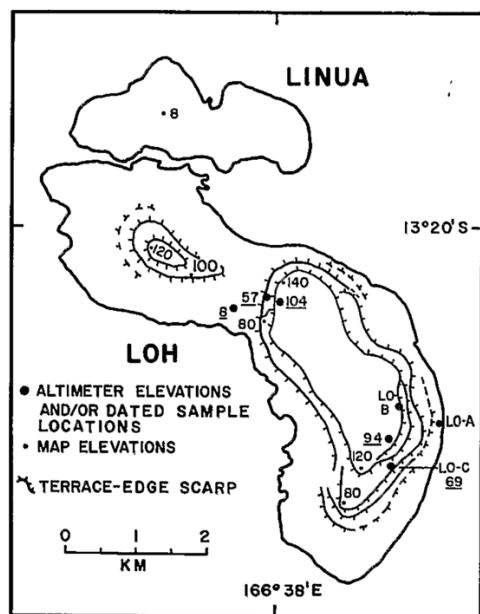 LINUA
8
13°20'S
120
100
140
57
104
8
80
LOH
LO-
B
LO-A
94
120
LO-C
69
80
● ALTIMETER ELEVATIONS
AND/OR DATED SAMPLE
LOCATIONS
• MAP ELEVATIONS
TERRACE-EDGE SCARP
0 1 2
KM
166°38'E